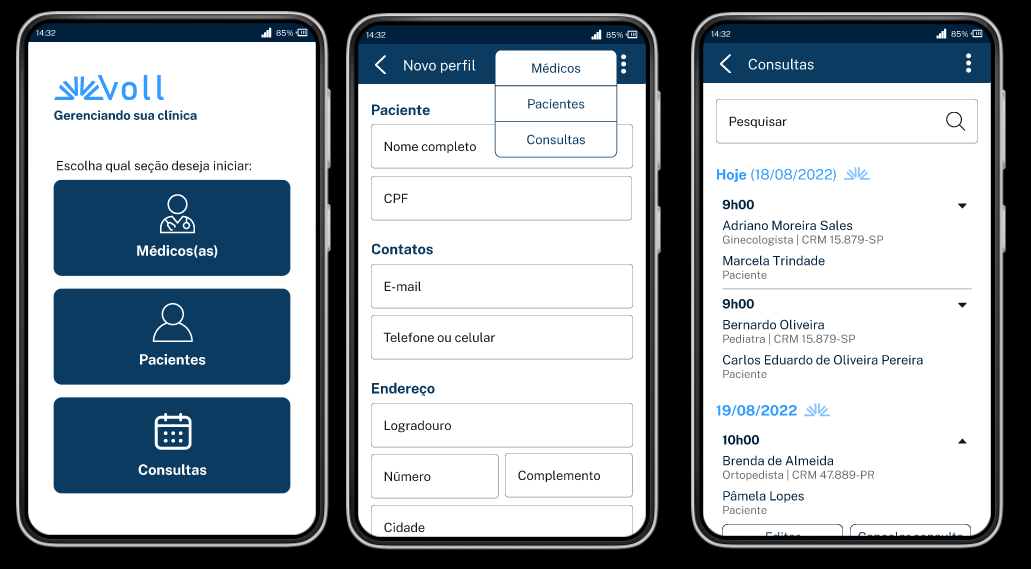 14:32
85%
Voll
Gerenciando sua clínica
Escolha qual seção deseja iniciar:
Médicos(as)
Pacientes
Consultas
14:32
85%
Novo perfil
Médicos
Pacientes
Consultas
Paciente
Nome completo
CPF
Contatos
E-mail
Telefone ou celular
Endereço
Logradouro
Número
Complemento
Cidade
14:32
85%
Consultas
Pesquisar
Hoje (18/08/2022)
9h00
Adriano Moreira Sales
Ginecologista | CRM 15.879-SP
Marcela Trindade
Paciente
9h00
Bernardo Oliveira
Pediatra | CRM 15.879-SP
Carlos Eduardo de Oliveira Pereira
Paciente
19/08/2022
10h00
Brenda de Almeida
Ortopedista | CRM 47.889-PR
Pâmela Lopes
Paciente
Editar
Cancelar consulta